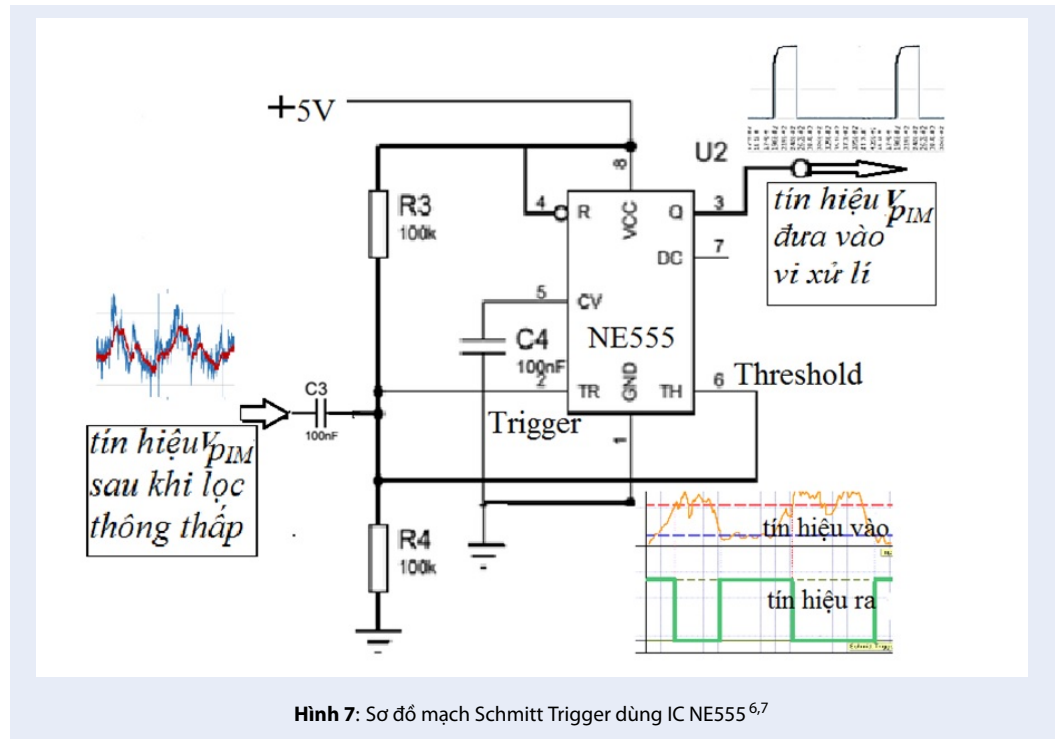 +5V
U2
R3
100k
4
R
8
VCC
Q
3
DC
7
tín hiệu V
pIM
đưa vào
vi xử lí
5
CV
C4
100nF
NE555
2
TR
GND
TH
6
Threshold
Trigger
1
C3
100nF
tín hiệu V
pIM
sau khi lọc
thông thấp
R4
100k
tín hiệu vào
tín hiệu ra
Hình 7: Sơ đồ mạch Schmitt Trigger dùng IC NE555 6,7